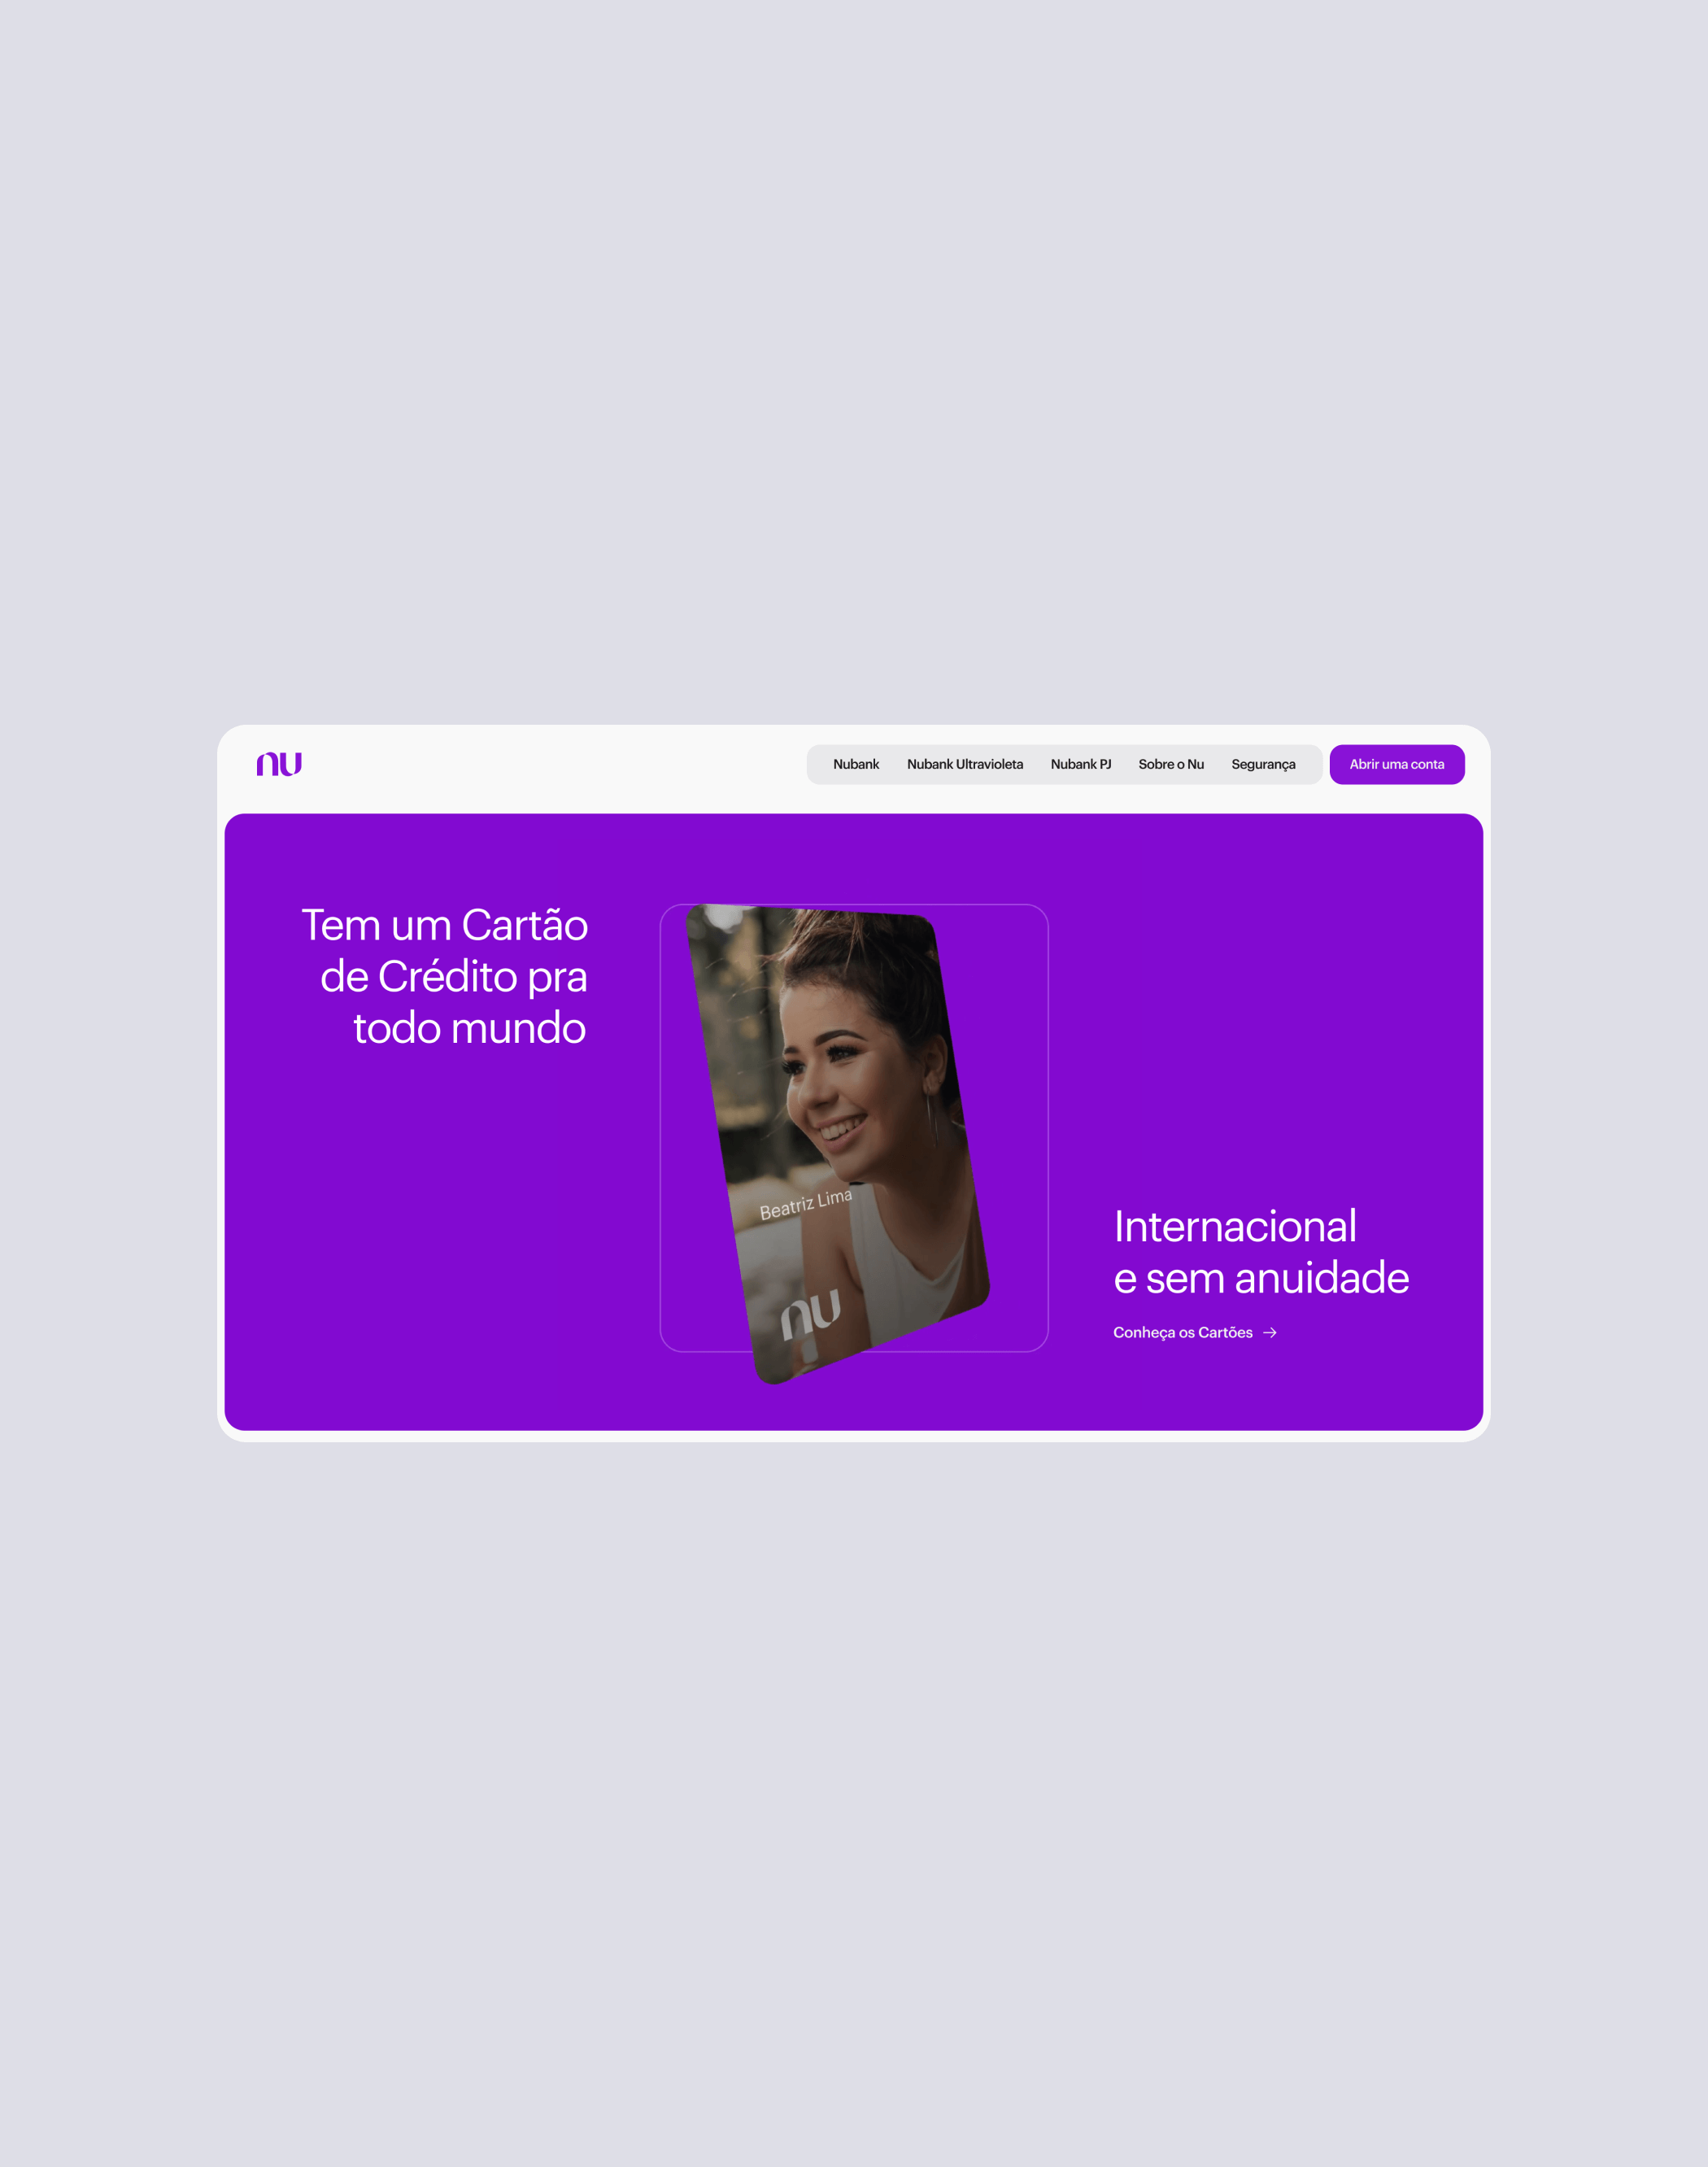 nu
Nubank
Nubank Ultravioleta
Nubank PJ
Sobre o Nu
Segurança
Abrir uma conta
Tem um Cartão
de Crédito pra
todo mundo
Beatriz Lima
nu
Internacional
e sem anuidade
Conheça os Cartões →